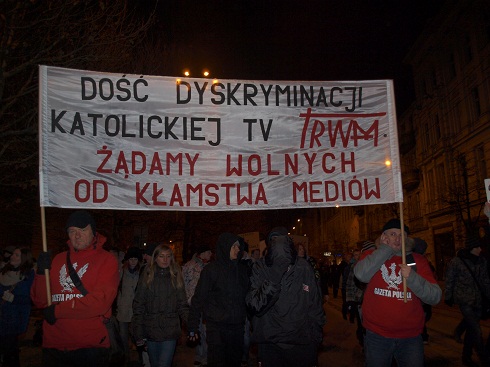 DOŚĆ DYSKRYMINACJI
KATOLICKIEJ TV TRWAM
ŻĄDAMY WOLNYCH
OD KŁAMSTWA MEDIÓW
GAZETA
POLSKA
GAZETA
POLSKA